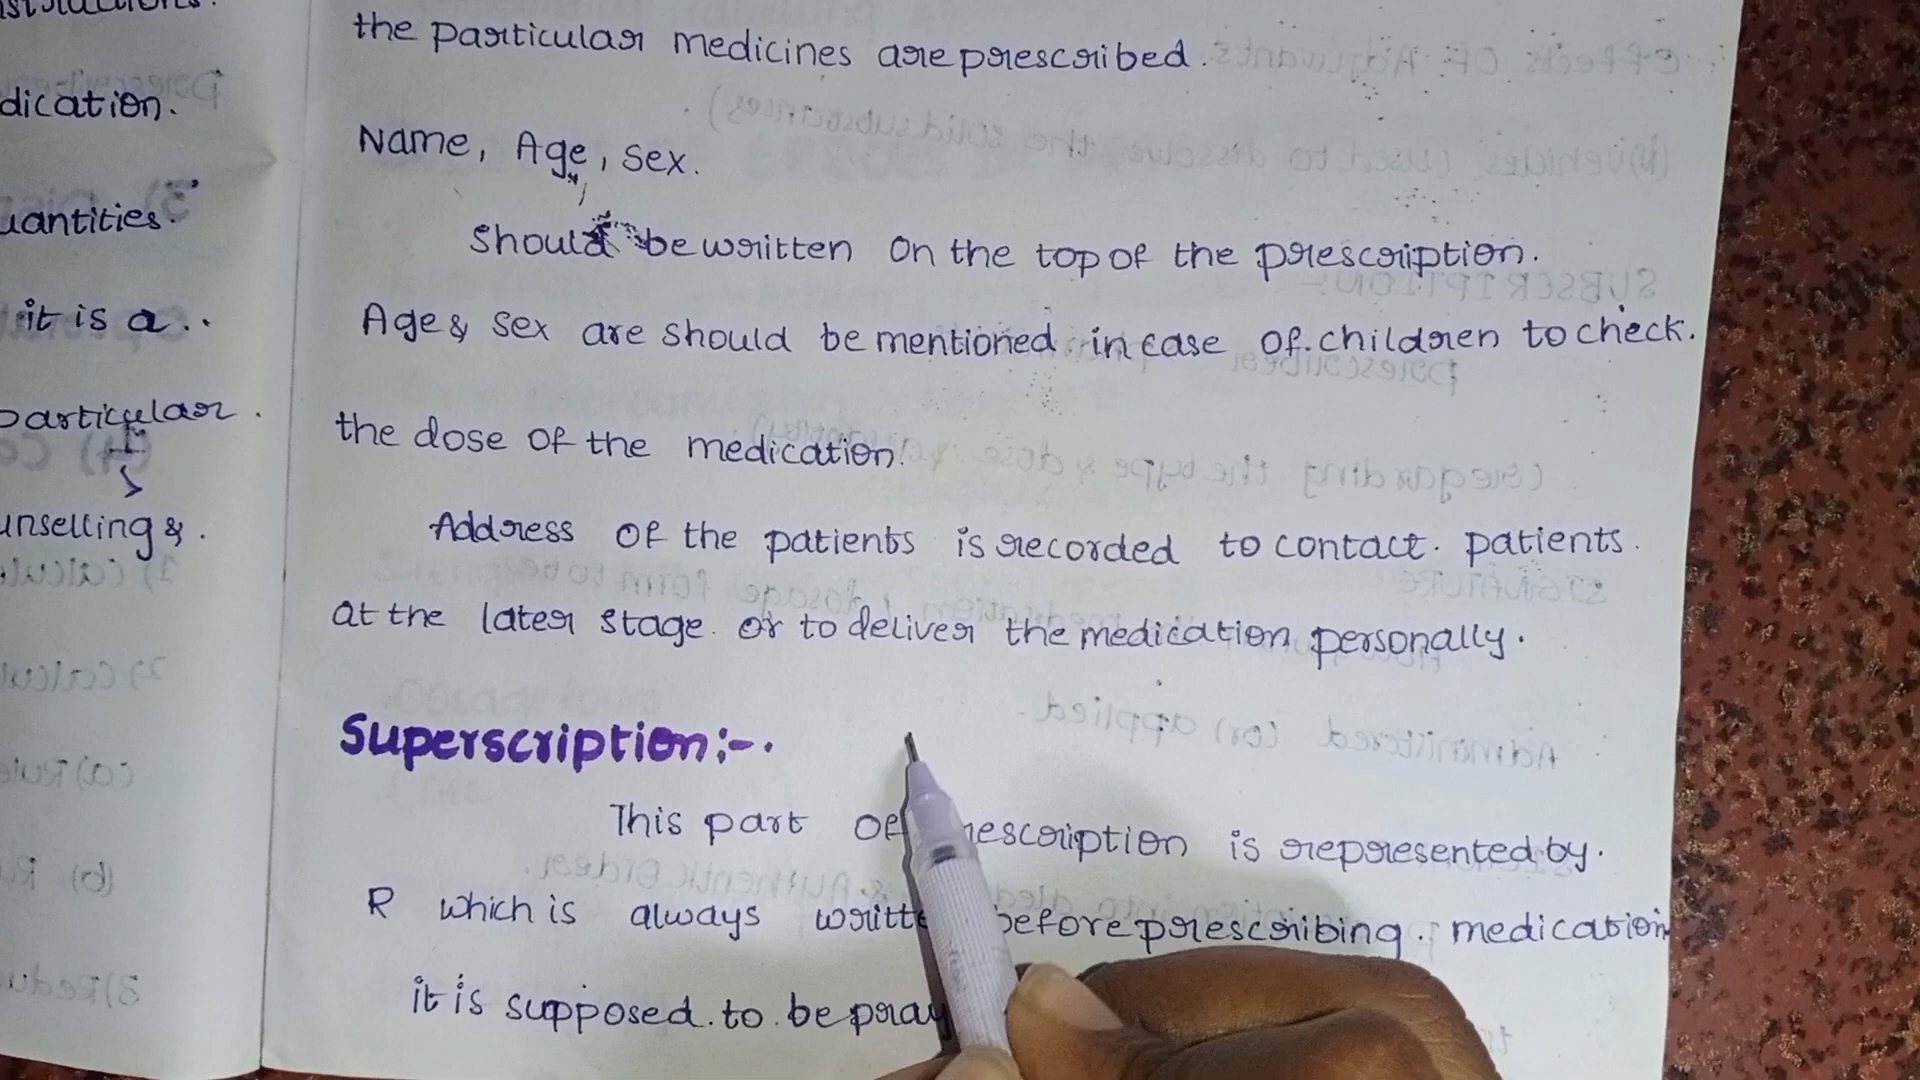 dication.
uantities.
it is a..
particular.
unselling &.
the particular medicines are prescribed.
Name, Age, sex.
should be written on the top of the prescription.
Age & sex are should be mentioned in case of children to check.
the dose of the medication.
Address of the patients is recorded to contact. patients.
at the later stage. or to deliver the medication personally.
Superscription:-.
This part of rescription is represented by.
R which is always writte before prescribing. medication
it is supposed. to be pray